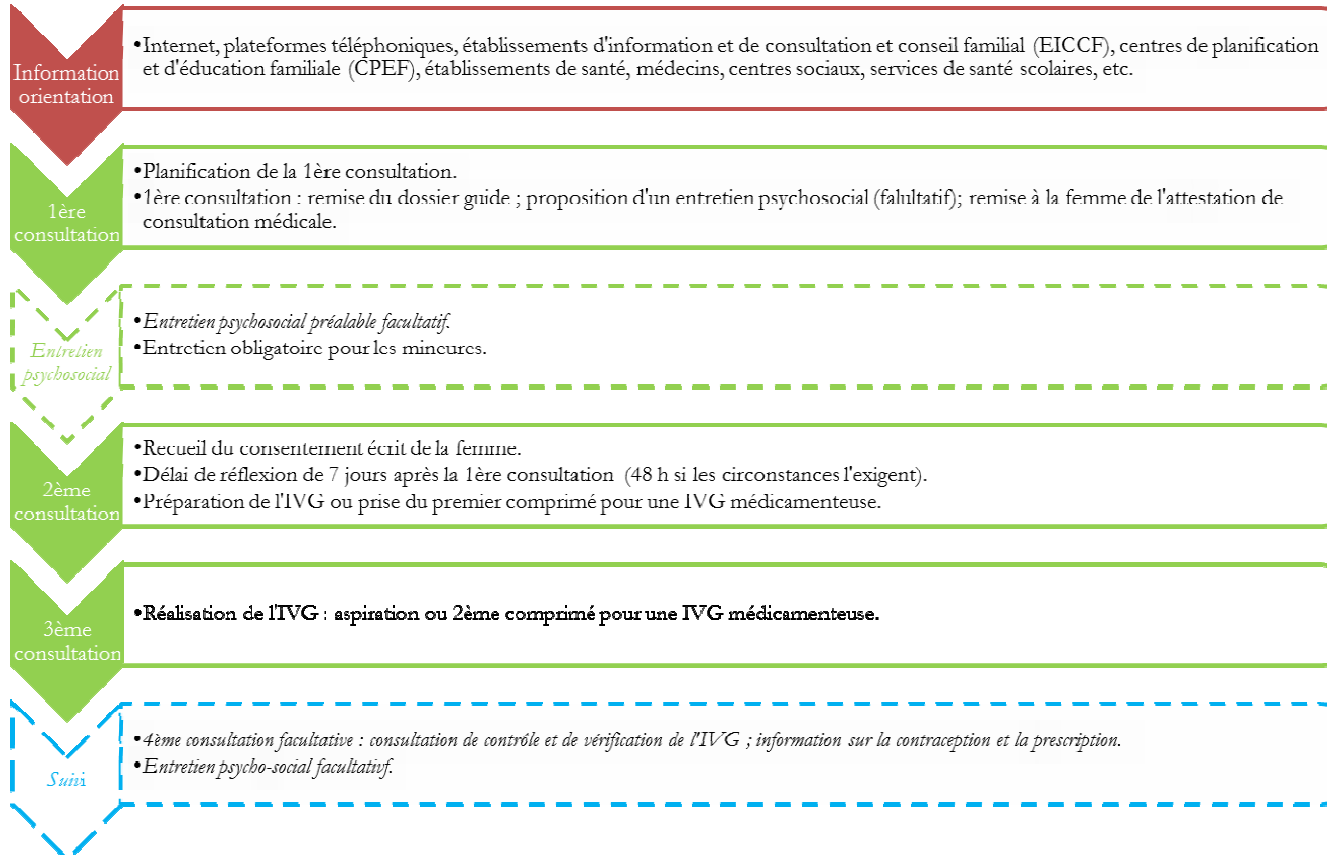 Information
orientation
•Internet, plateformes téléphoniques, établissements d'information et de consultation et conseil familial (EICCF), centres de planification
et d'éducation familiale (CPEF), établissements de santé, médecins, centres sociaux, services de santé scolaires, etc.
1ère
consultation
•Planification de la 1ère consultation.
•1ère consultation : remise du dossier guide ; proposition d'un entretien psychosocial (falultatif); remise à la femme de l'attestation de
consultation médicale.
Entretien
psychosocial
•Entretien psychosocial préalable facultatif.
•Entretien obligatoire pour les mineures.
2ème
consultation
•Recueil du consentement écrit de la femme.
•Délai de réflexion de 7 jours après la 1ère consultation (48 h si les circonstances l'exigent).
•Préparation de l'IVG ou prise du premier comprimé pour une IVG médicamenteuse.
3ème
consultation
•Réalisation de l'IVG : aspiration ou 2ème comprimé pour une IVG médicamenteuse.
Suivi
•4ème consultation facultative : consultation de contrôle et de vérification de l'IVG ; information sur la contraception et la prescription.
•Entretien psycho-social facultativf.